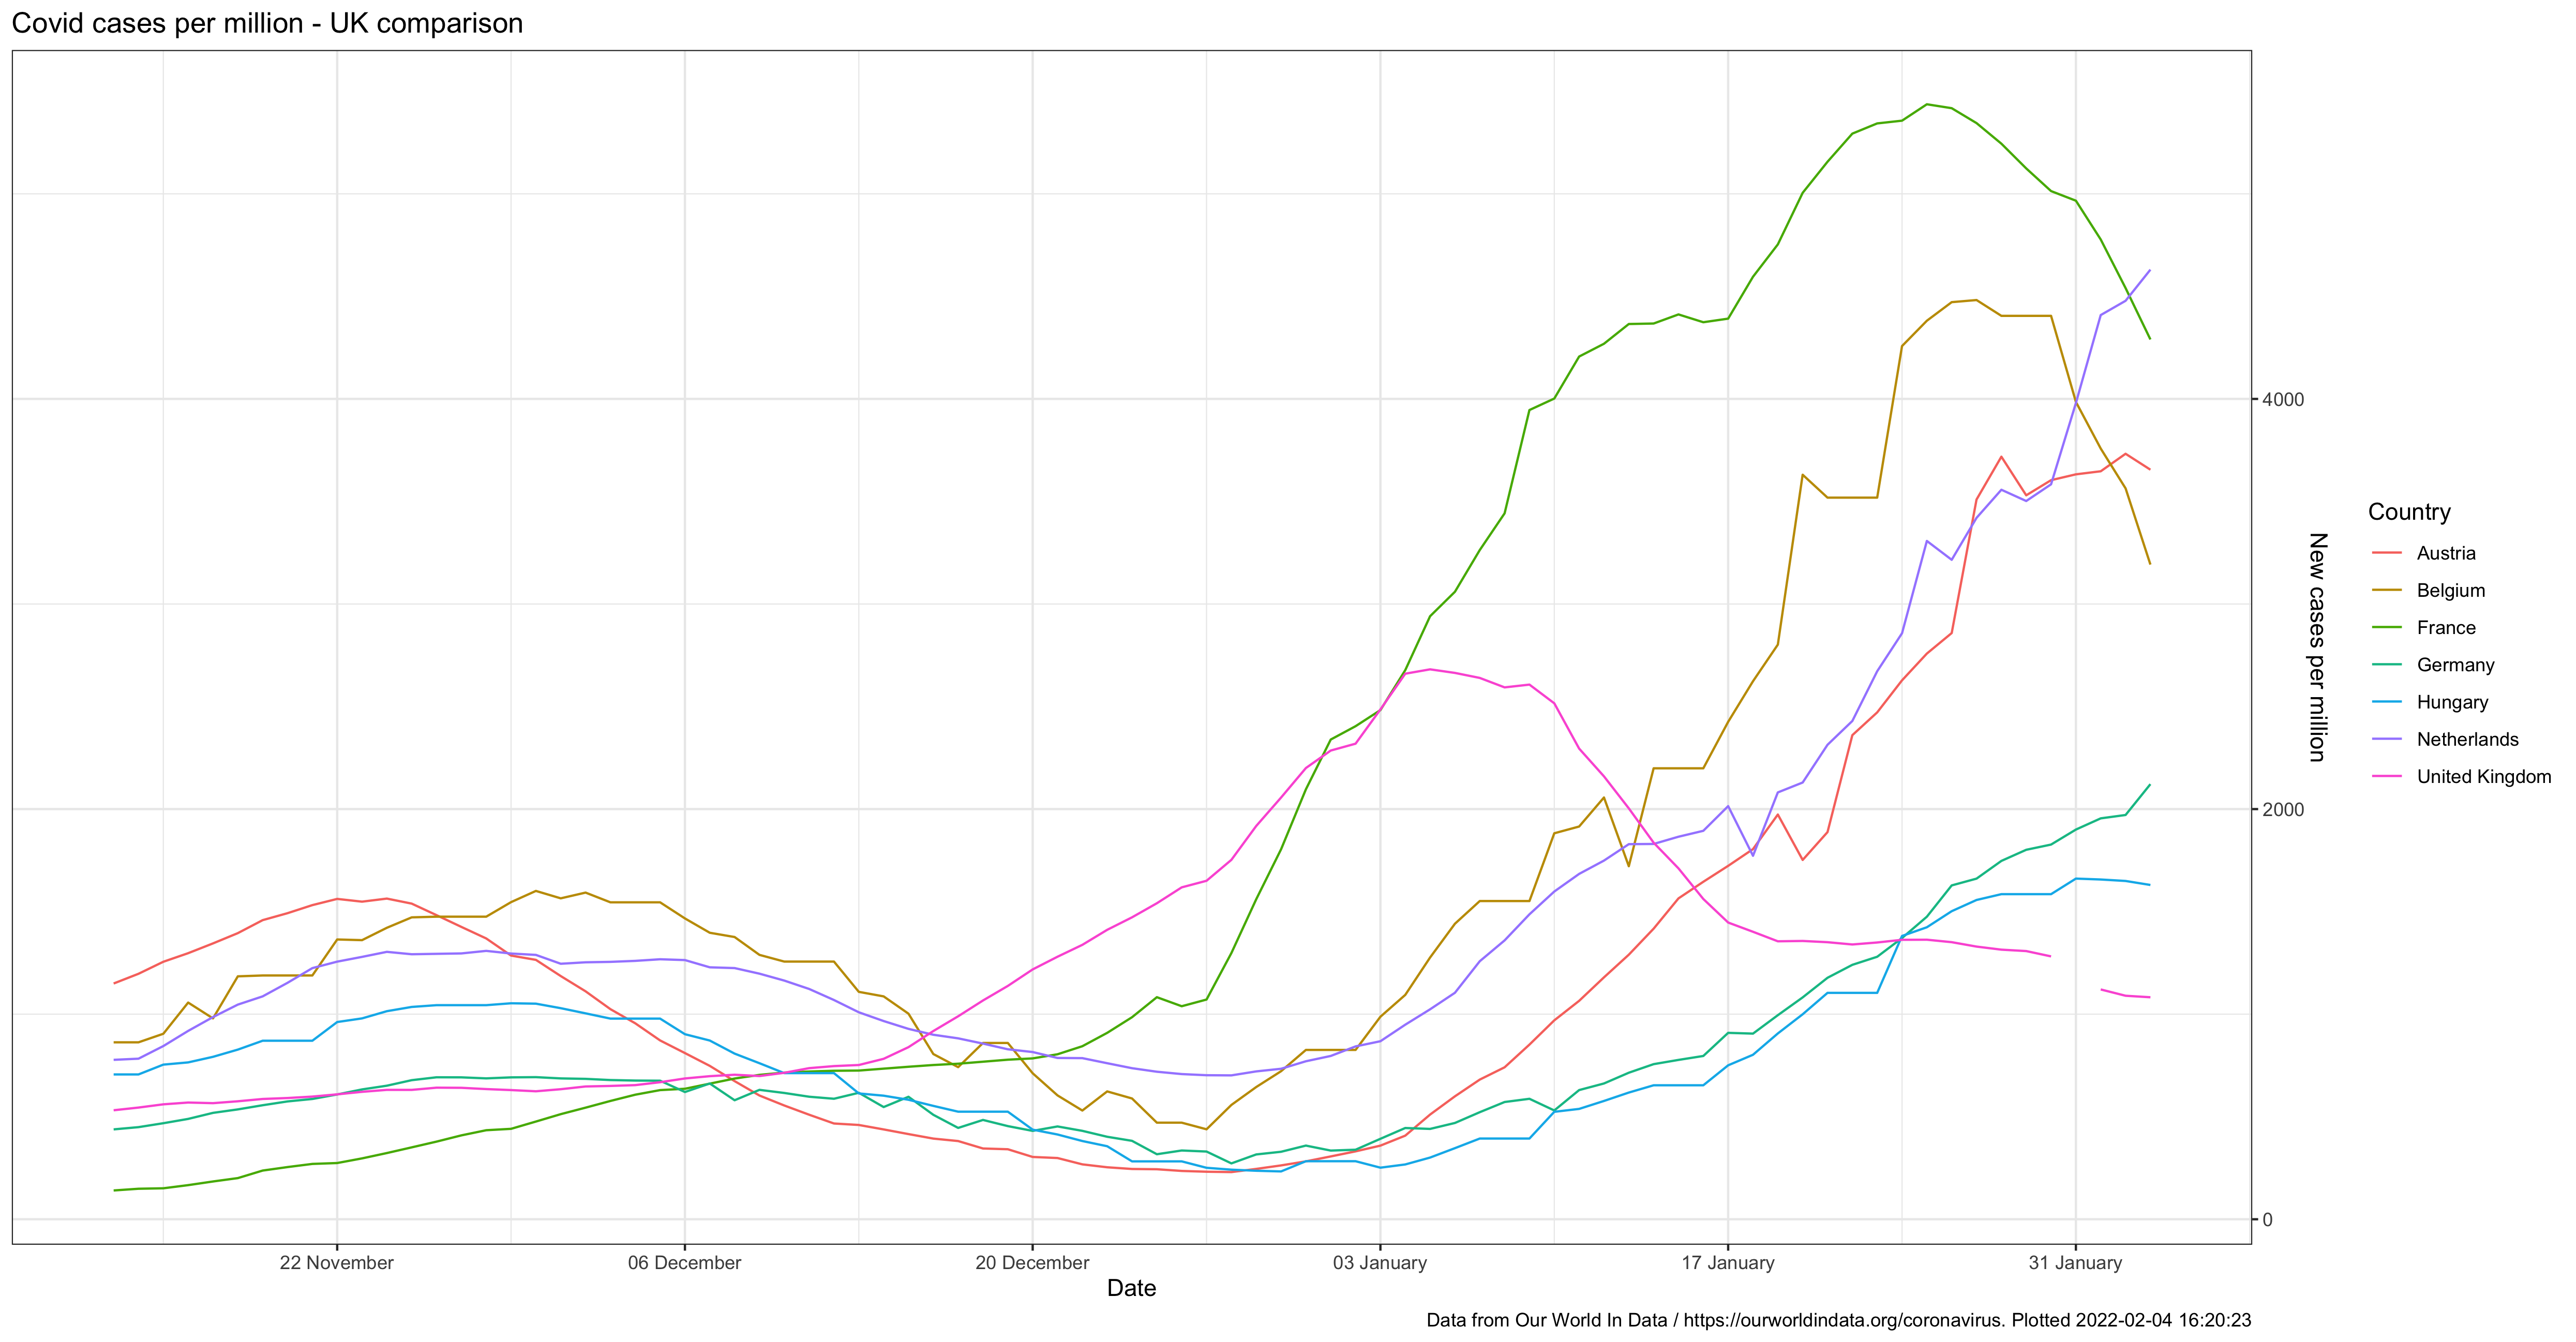 Covid cases per million - UK comparison
4000
2000
0
New cases per million
22 November
06 December
20 December
03 January
17 January
31 January
Date
Country
Austria
Belgium
France
Germany
Hungary
Netherlands
United Kingdom
Data from Our World In Data / https://ourworldindata.org/coronavirus. Plotted 2022-02-04 16:20:23